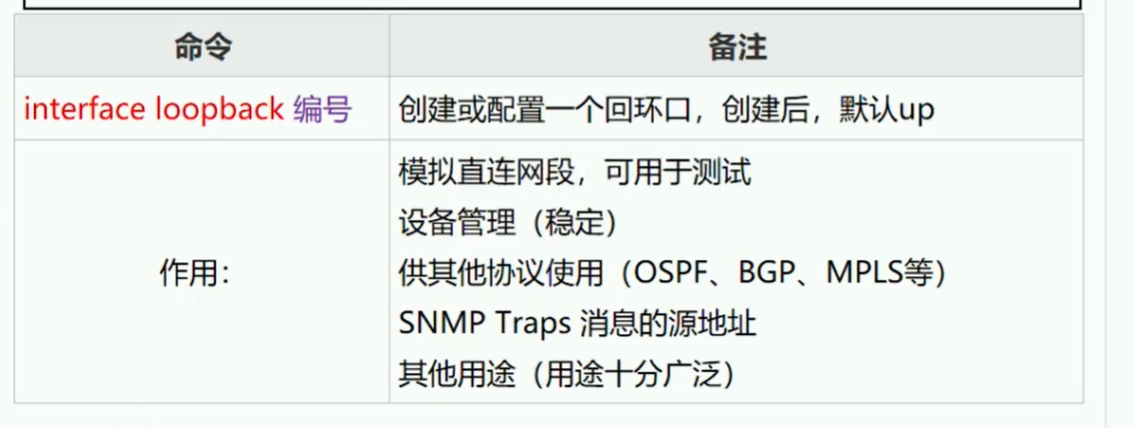 命令
备注
interface loopback 编号
创建或配置一个回环口，创建后，默认up
作用：
模拟直连网段，可用于测试
设备管理（稳定）
供其他协议使用（OSPF、BGP、MPLS等）
SNMP Traps 消息的源地址
其他用途（用途十分广泛）